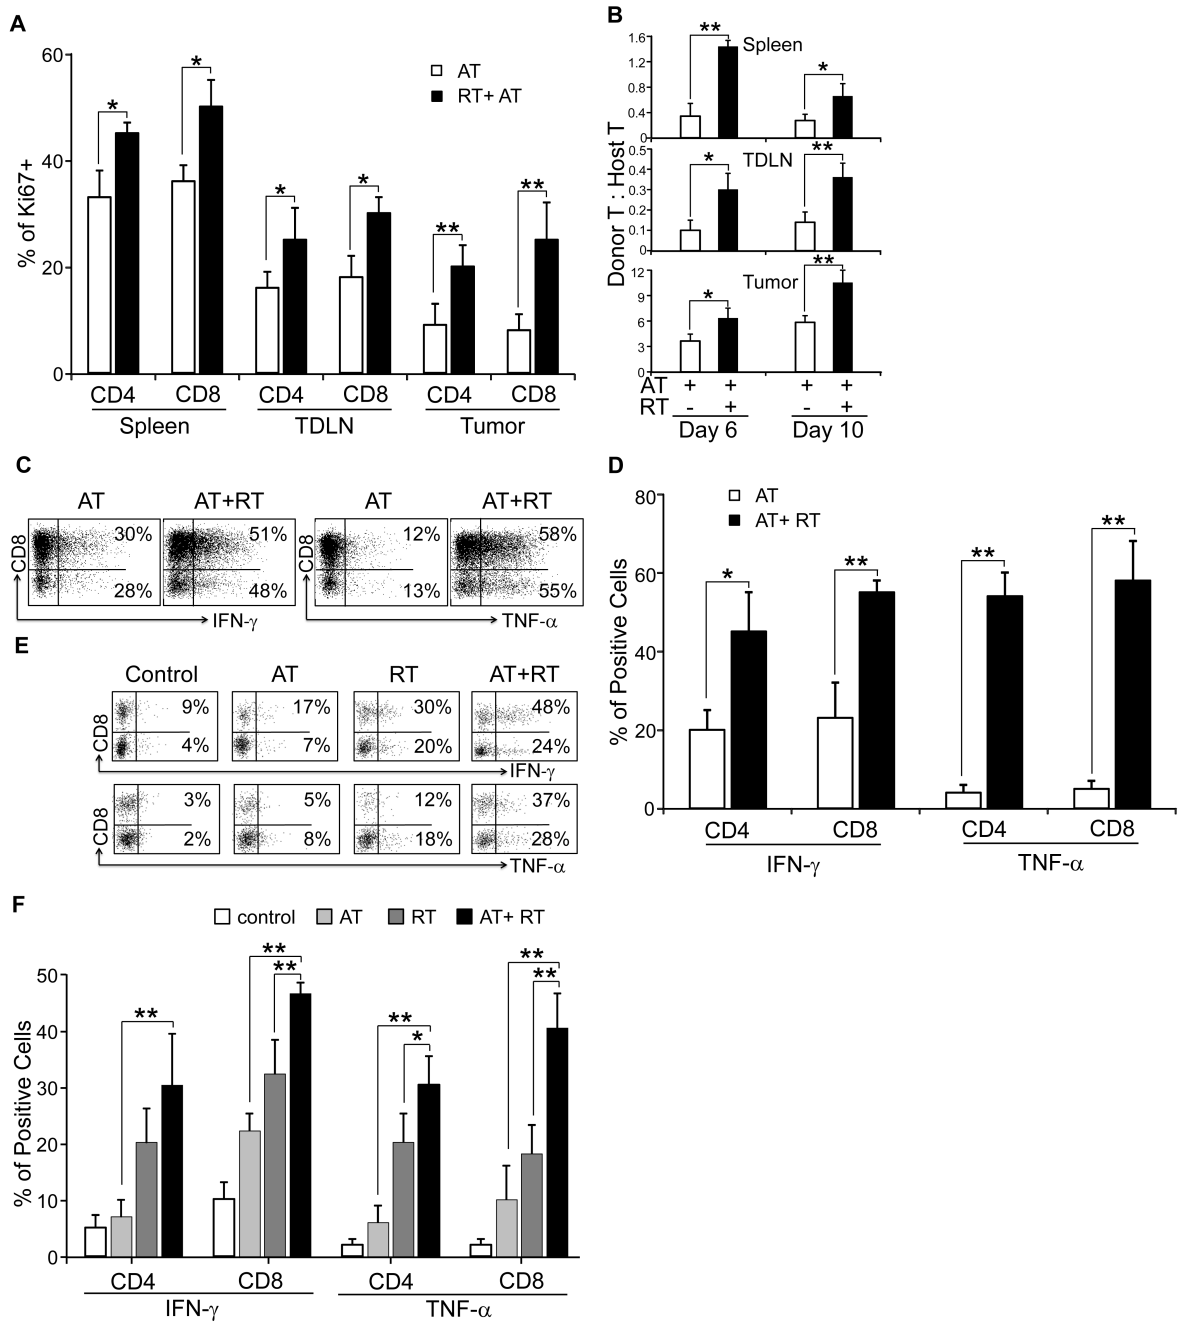 A
60
40
20
0
% of Ki67+
AT
RT+ AT
* * * * ** **
CD4 CD8 CD4 CD8 CD4 CD8
Spleen TDLN Tumor
B
Donor T : Host T
1.6
1.2
0.8
0.4
0
Spleen
** *
0.5
0.4
0.3
0.2
0.1
0
TDLN
* **
12
9
6
3
0
Tumor
* **
AT + + + +
RT - + - +
Day 6 Day 10
C
AT AT+RT AT AT+RT
CD8 30% 51% CD8 12% 58%
28% 48% 13% 55%
IFN-γ TNF-α
D
80
60
40
20
0
% of Positive Cells
AT
AT+ RT
* ** ** **
CD4 CD8 CD4 CD8
IFN-γ TNF-α
E
Control AT RT AT+RT
CD8 9% 17% 30% 48%
4% 7% 20% 24%
IFN-γ
CD8 3% 5% 12% 37%
2% 8% 18% 28%
TNF-α
F
control AT RT AT+ RT
50
40
30
20
10
0
% of Positive Cells
** ** ** ** * ** **
CD4 CD8 CD4 CD8
IFN-γ TNF-α